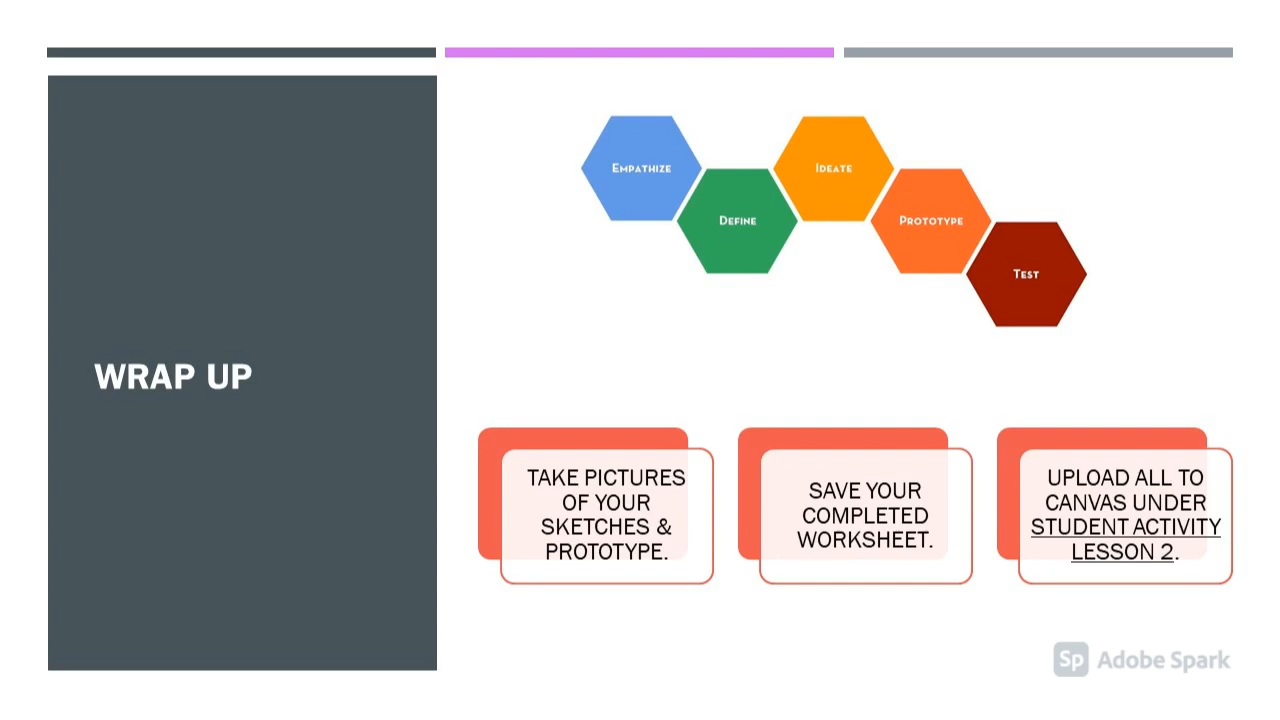 EMPATHIZE
IDEATE
DEFINE
PROTOTYPE
TEST
WRAP UP
TAKE PICTURES
OF YOUR
SKETCHES &
PROTOTYPE.
SAVE YOUR
COMPLETED
WORKSHEET.
UPLOAD ALL TO
CANVAS UNDER
STUDENT ACTIVITY
LESSON 2.
Sp Adobe Spark